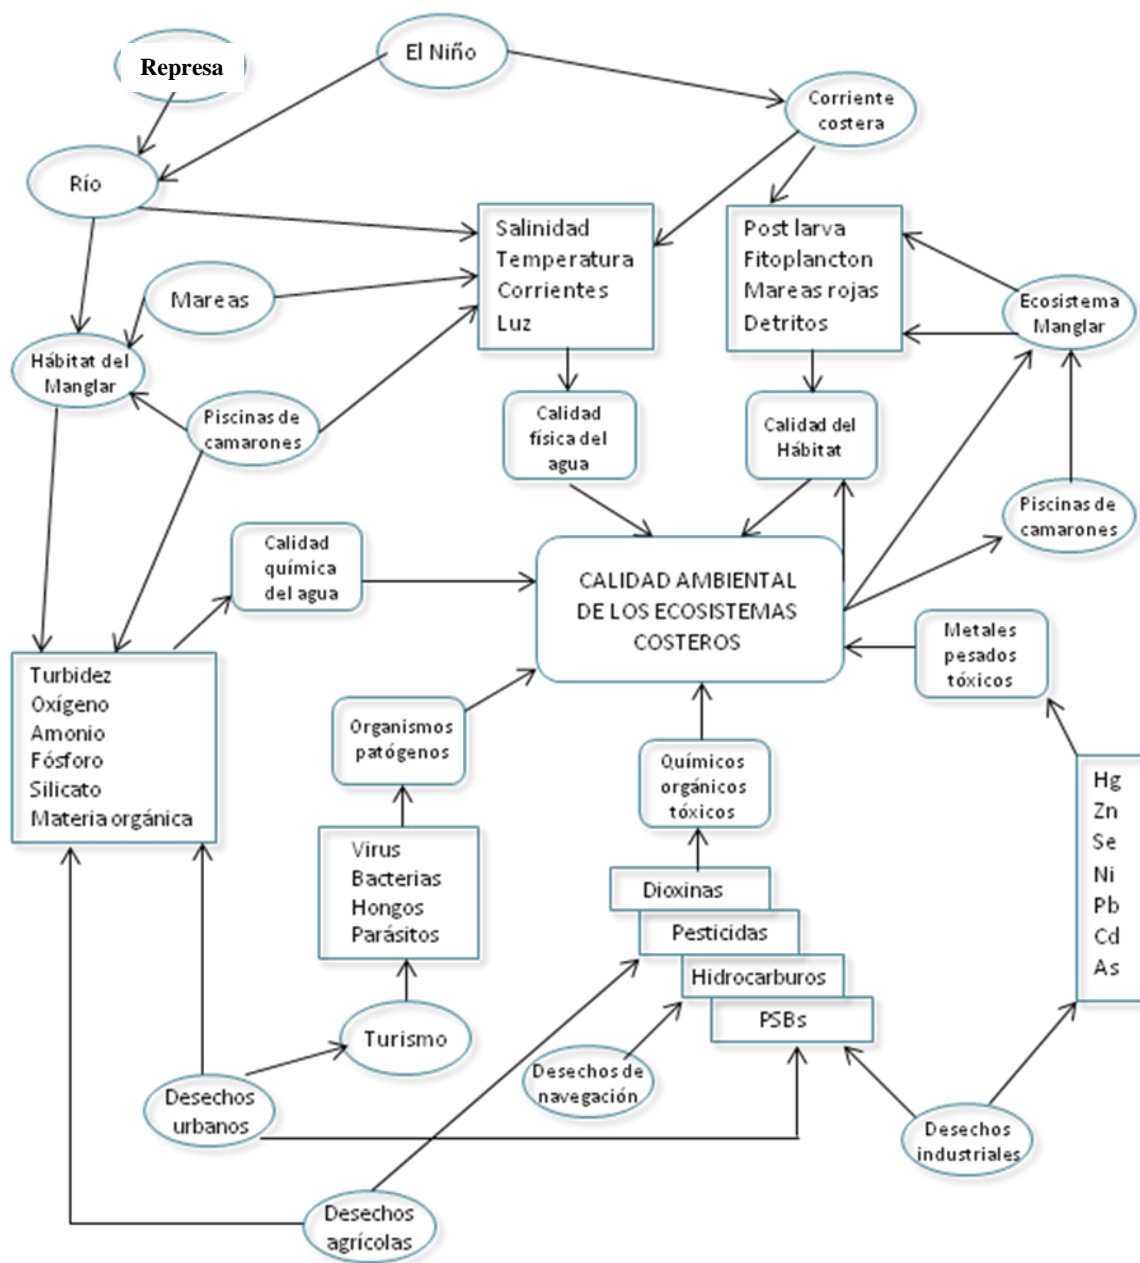 Represa
El Niño
Corriente
costera
Río
Salinidad
Temperatura
Corrientes
Luz
Post larva
Fitoplancton
Mareas rojas
Detritos
Mareas
Ecosistema
Manglar
Hábitat del
Manglar
Piscinas de
camarones
Calidad
física del
agua
Calidad del
Hábitat
Piscinas de
camarones
Calidad
química
del agua
CALIDAD AMBIENTAL
DE LOS ECOSISTEMAS
COSTEROS
Metales
pesados
tóxicos
Turbidez
Oxígeno
Amonio
Fósforo
Silicato
Materia orgánica
Organismos
patógenos
Químicos
orgánicos
tóxicos
Hg
Zn
Se
Ni
Pb
Cd
As
Virus
Bacterias
Hongos
Parásitos
Dioxinas
Pesticidas
Hidrocarburos
PSBs
Turismo
Desechos de
navegación
Desechos
urbanos
Desechos
industriales
Desechos
agrícolas